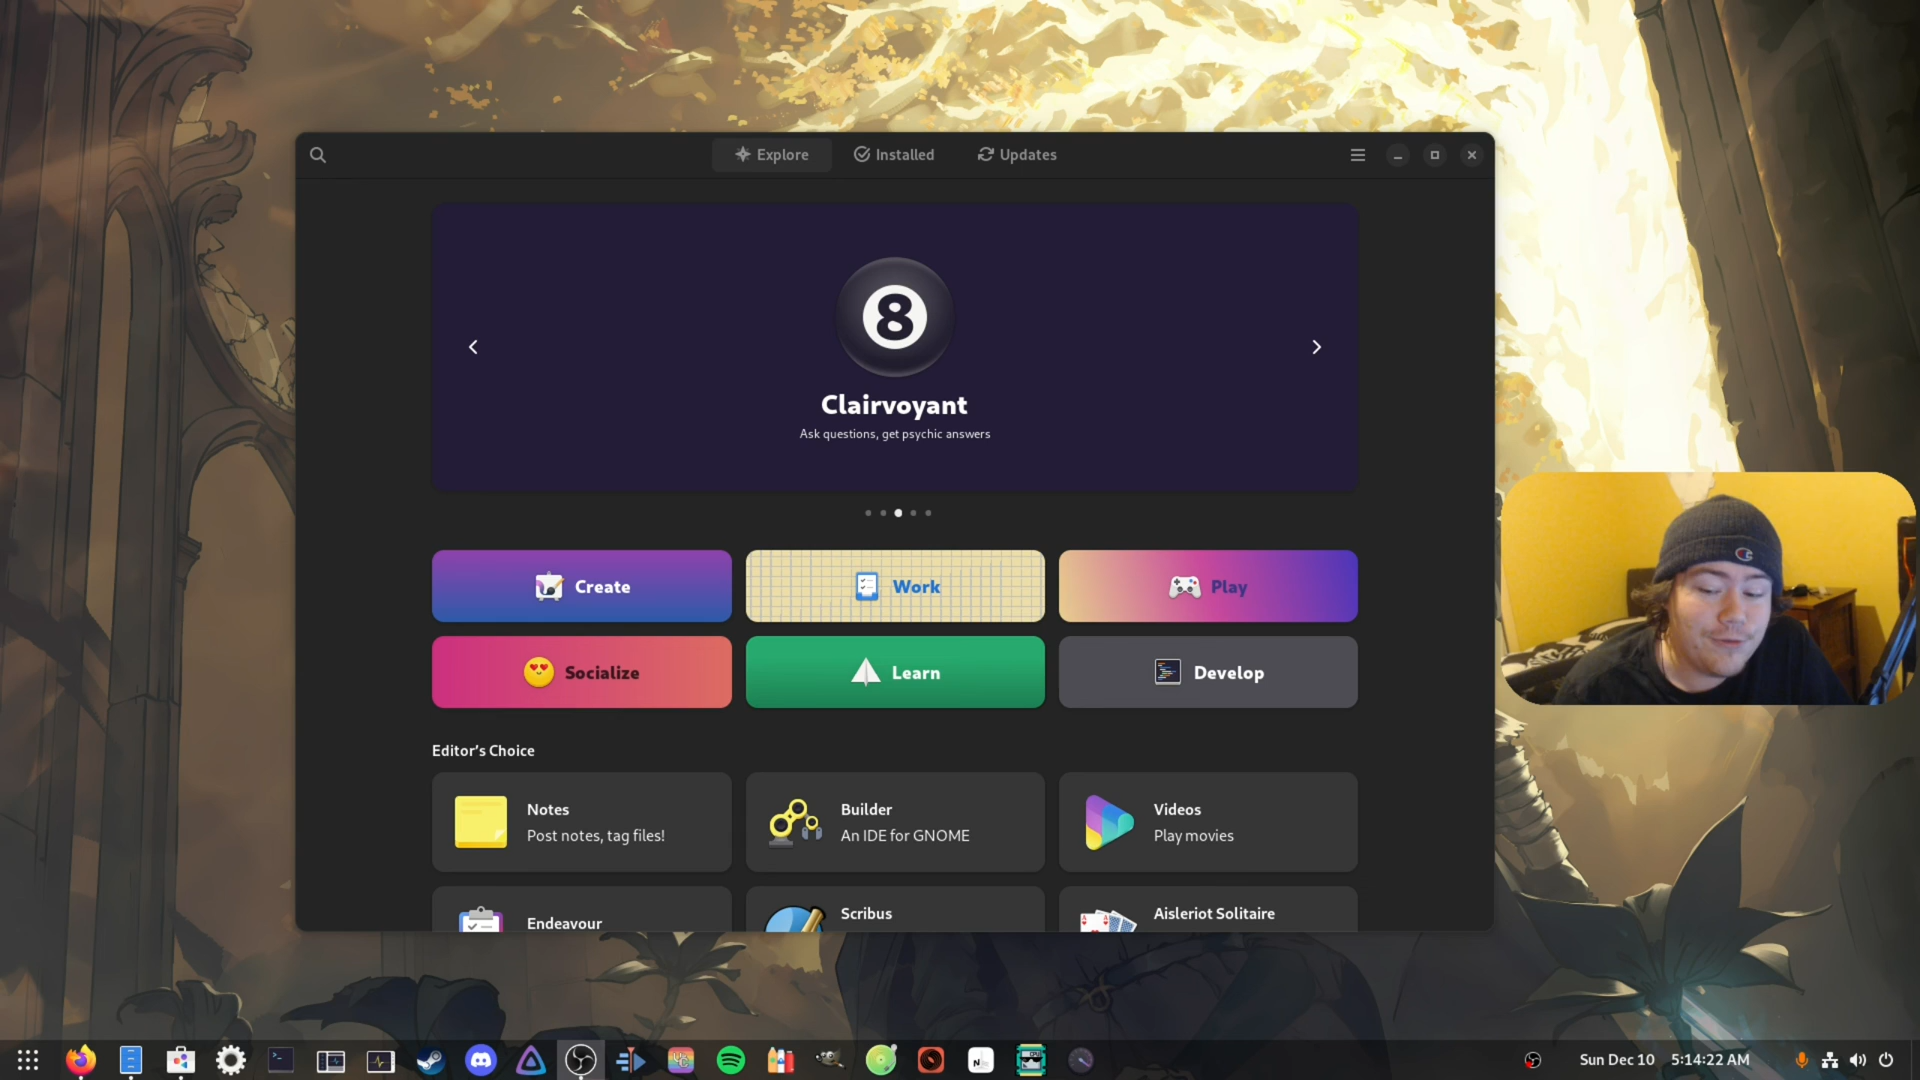 Explore
Installed
Updates
8
Clairvoyant
Ask questions, get psychic answers
Create
Work
Play
Socialize
Learn
Develop
Editor's Choice
Notes
Post notes, tag files!
Builder
An IDE for GNOME
Videos
Play movies
Endeavour
Scribus
Aisleriot Solitaire
Sun Dec 10 5:14:22 AM